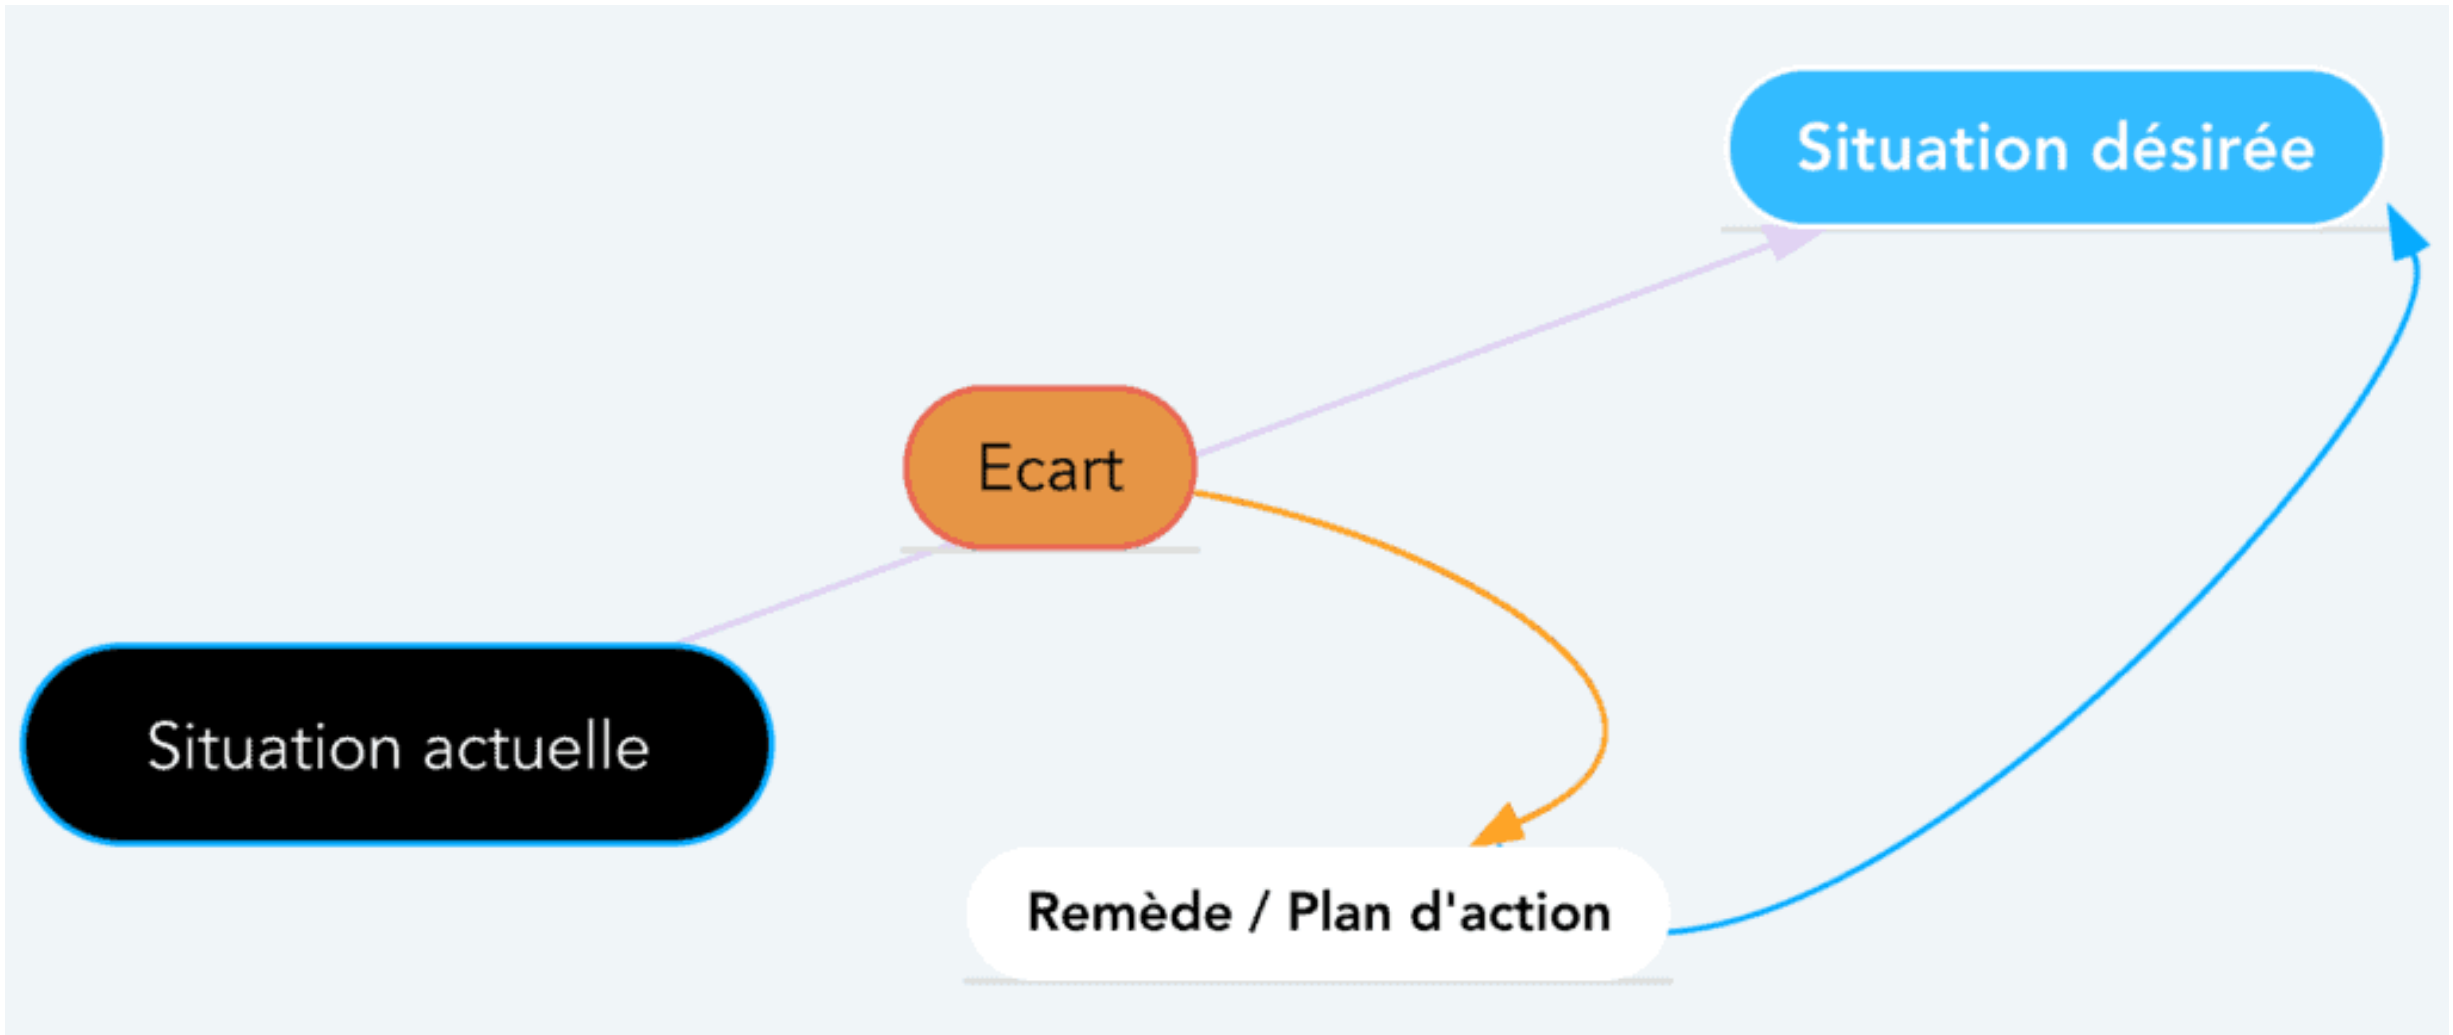 Situation désirée
Ecart
Situation actuelle
Remède / Plan d'action